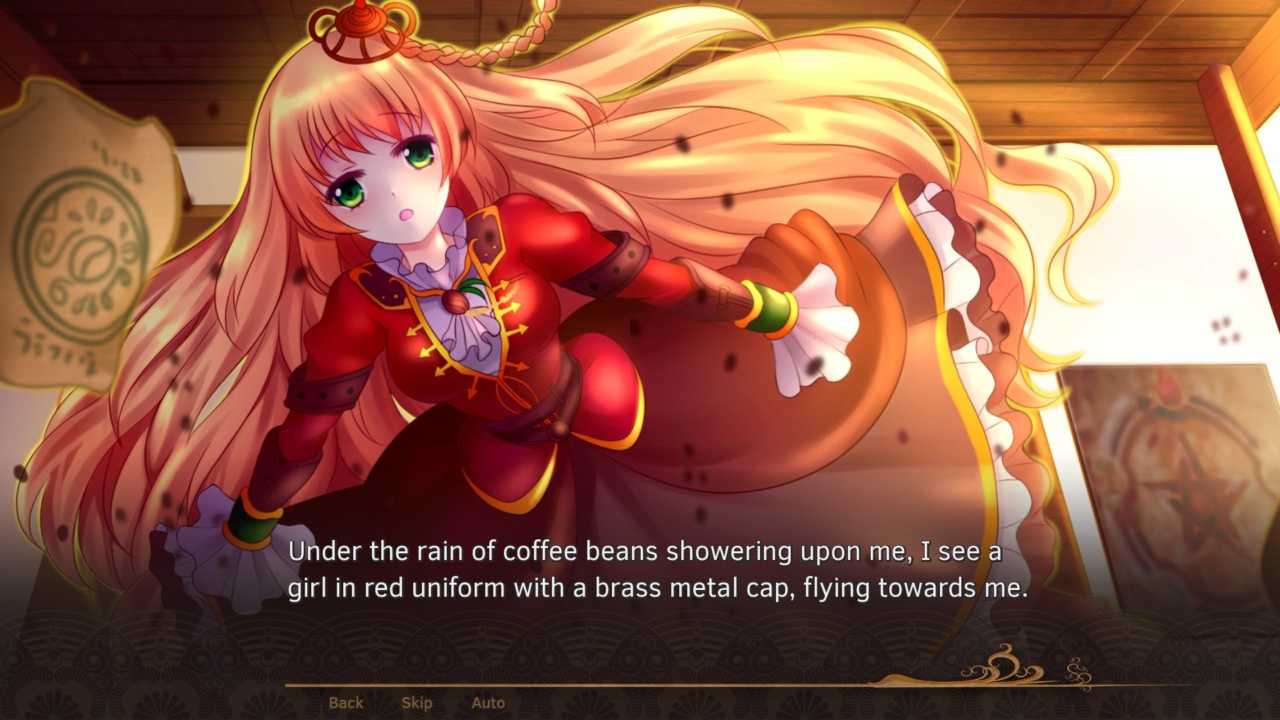 Under the rain of coffee beans showering upon me, I see a
girl in red uniform with a brass metal cap, flying towards me.
Back Skip Auto